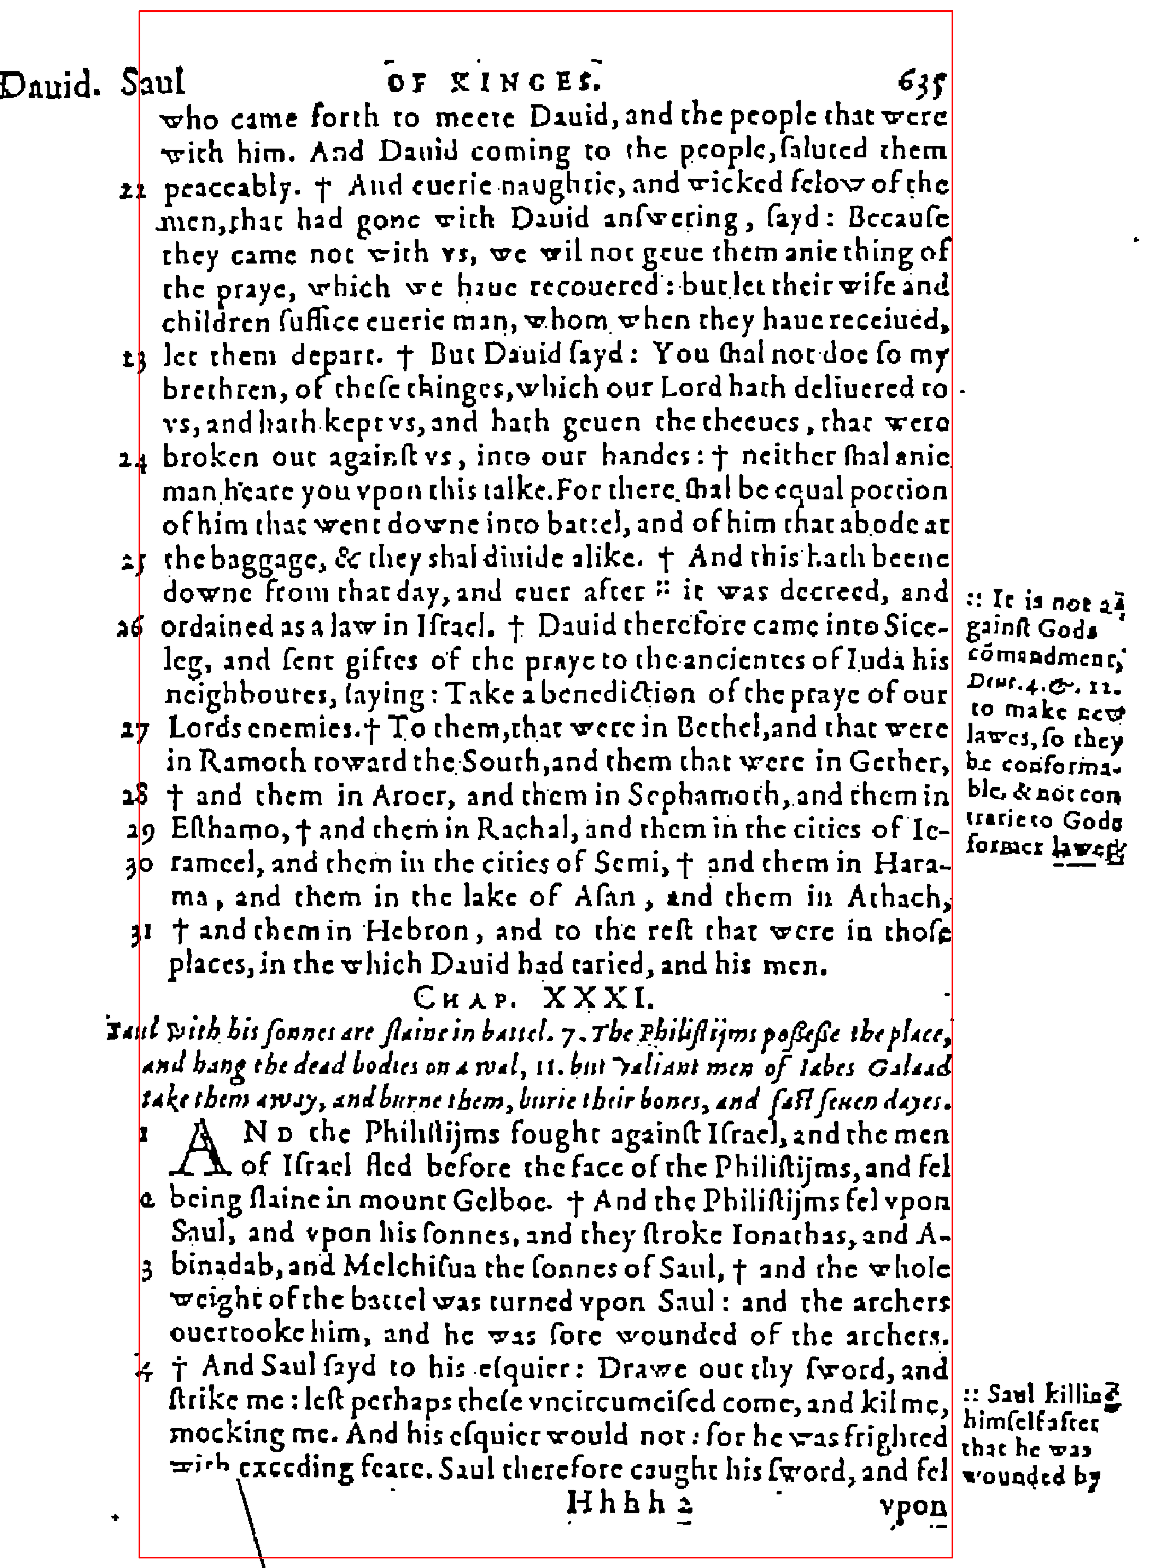 Dauid. Saul OF KINGES. 635
who came forth to meete Dauid, and the people that were
with him. And Dauid coming to the people, ſaluted them
22 peaceably. † And euerie naughtie, and wicked felow of the
men, that had gone with Dauid anſwering, ſayd: Becauſe
they came not with vs, we wil not geue them anie thing of
the praye, which we haue recouered: but let their wife and
children ſuffice euerie man, whom when they haue receiued,
23 let them depart. † But Dauid ſayd: You ſhal not doe ſo my
brethren, of theſe thinges, which our Lord hath deliuered to
vs, and hath kept vs, and hath geuen the theeues, that were
24 broken out againſt vs, into our handes: † neither ſhal anie
man heare you vpon this talke. For there ſhal be equal portion
of him that went downe into battel, and of him that abode at
25 the baggage, & they shal diuide alike. † And this hath beene
downe from that day, and euer after :: it was decreed, and
26 ordained as a law in Iſrael. † Dauid therefore came into Sice-
leg, and ſent giftes of the praye to the ancientes of Iuda his
neighboures, ſaying: Take a benediction of the praye of our
27 Lords enemies. † To them, that were in Bethel, and that were
in Ramoth toward the South, and them that were in Gether,
28 † and them in Aroer, and them in Sephamoth, and them in
29 Eſthamo, † and them in Rachal, and them in the cities of Ie-
30 rameel, and them in the cities of Semi, † and them in Hara-
ma, and them in the lake of Aſan, and them in Athach,
31 † and them in Hebron, and to the reſt that were in thoſe
places, in the which Dauid had taried, and his men.
:: It is not a-
gainſt Gods
cōmandment,
Deut. 4. &. 12.
to make new
lawes, ſo they
be conforma-
ble, & not con
trarie to Gods
former lawes
CHAP. XXXI.
Saul with his ſonnes are ſlaine in battel. 7. The Philiſtijms poſſeſſe the place,
and hang the dead bodies on a wal, 11. but valiant men of Iabes Galaad
take them away, and burne them, burie their bones, and faſt ſeuen dayes.
1 AND the Philiſtijms fought againſt Iſrael, and the men
of Iſrael fled before the face of the Philiſtijms, and fel
2 being ſlaine in mount Gelboe. † And the Philiſtijms fel vpon
Saul, and vpon his ſonnes, and they ſtroke Ionathas, and A-
3 binadab, and Melchiſua the ſonnes of Saul, † and the whole
weight of the battel was turned vpon Saul: and the archers
ouertooke him, and he was ſore wounded of the archers.
4 † And Saul ſayd to his eſquier: Drawe out thy ſword, and
ſtrike me: leſt perhaps theſe vncircumciſed come, and kil me,
mocking me. And his eſquier would not: for he was frighted
with exceeding feare. Saul therefore caught his ſword, and fel
:: Saul killing
himſelf after
that he was
wounded by
Hhhh 2 vpon